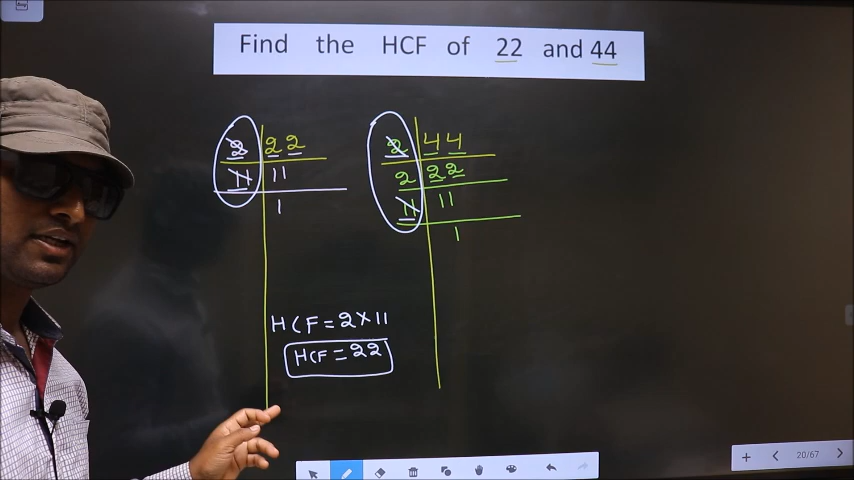 Find the HCF of 22 and 44
2 22
11 11
1
2 44
2 22
11 11
1
HCF = 2 × 11
HCF = 22
20/67